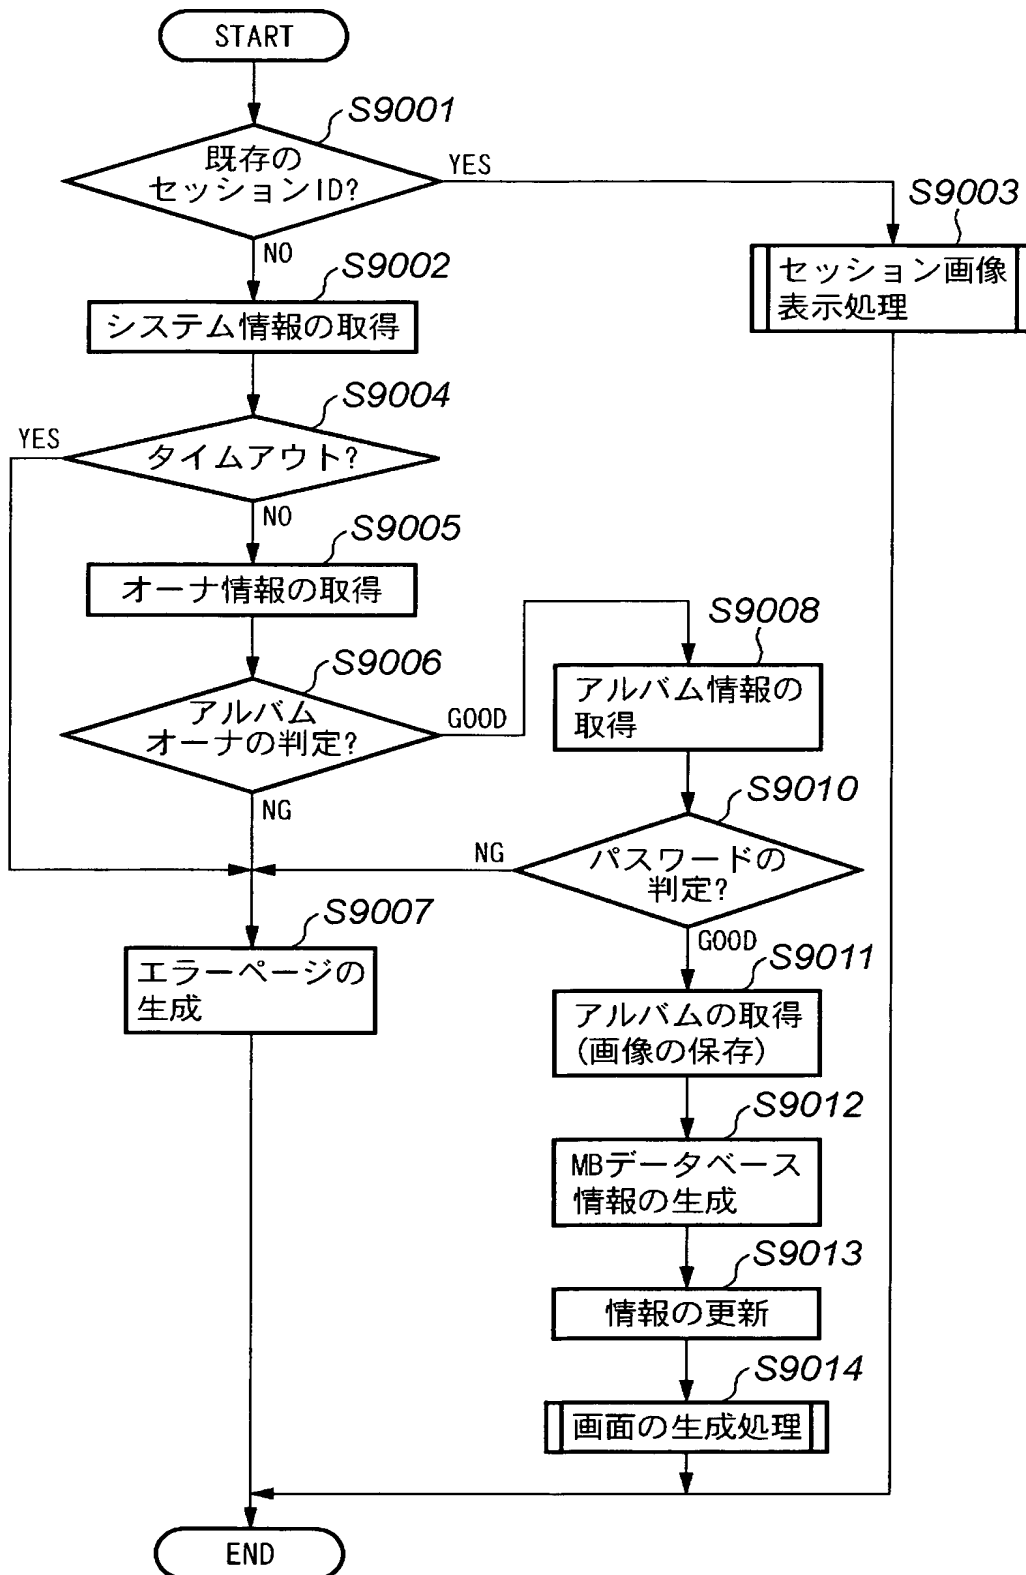 START
S9001
既存の
セッションID?
YES
S9003
セッション画像
表示処理
NO
S9002
システム情報の取得
S9004
YES
タイムアウト?
NO
S9005
オーナ情報の取得
S9006
アルバム
オーナの判定?
GOOD
S9008
アルバム情報の
取得
NG
S9010
NG
パスワードの
判定?
GOOD
S9007
エラーページの
生成
S9011
アルバムの取得
(画像の保存)
S9012
MBデータベース
情報の生成
S9013
情報の更新
S9014
画面の生成処理
END